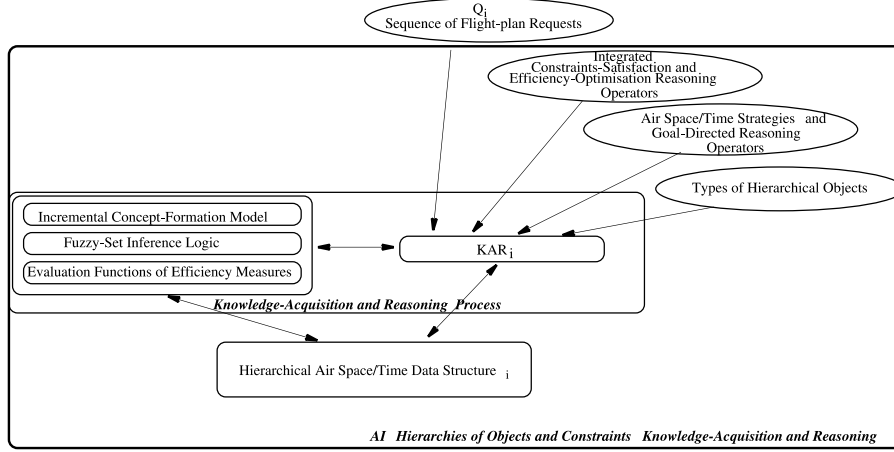 Qi
Sequence of Flight-plan Requests
Integrated
Constraints-Satisfaction and
Efficiency-Optimisation Reasoning
Operators
Air Space/Time Strategies and
Goal-Directed Reasoning
Operators
Types of Hierarchical Objects
Incremental Concept-Formation Model
Fuzzy-Set Inference Logic
Evaluation Functions of Efficiency Measures
KARi
Knowledge-Acquisition and Reasoning Process
Hierarchical Air Space/Time Data Structure i
AI Hierarchies of Objects and Constraints Knowledge-Acquisition and Reasoning